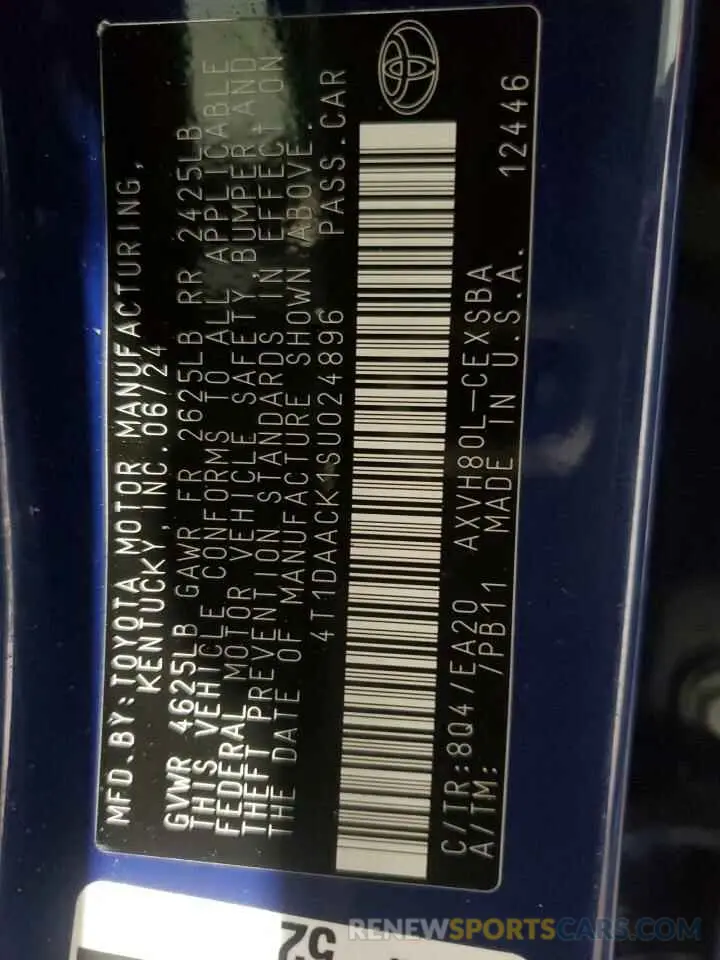 MFD.BY:TOYOTA MOTOR MANUFACTURING,
KENTUCKY,INC. 06/24
GVWR 4625LB GAWR FR 2625LB RR 2425LB
THIS VEHICLE CONFORMS TO ALL APPLICABLE
FEDERAL MOTOR VEHICLE SAFETY,BUMPER AND
THEFT PREVENTION STANDARDS IN EFFECT ON
THE DATE OF MANUFACTURE SHOWN ABOVE.
4T1DAACK1SU024896 PASS.CAR
C/TR:8Q4/EA20 AXVH80L-CEXSBA 12446
A/TM: /PB11 MADE IN U.S.A.
52
RENEWSPORTSCARS.COM